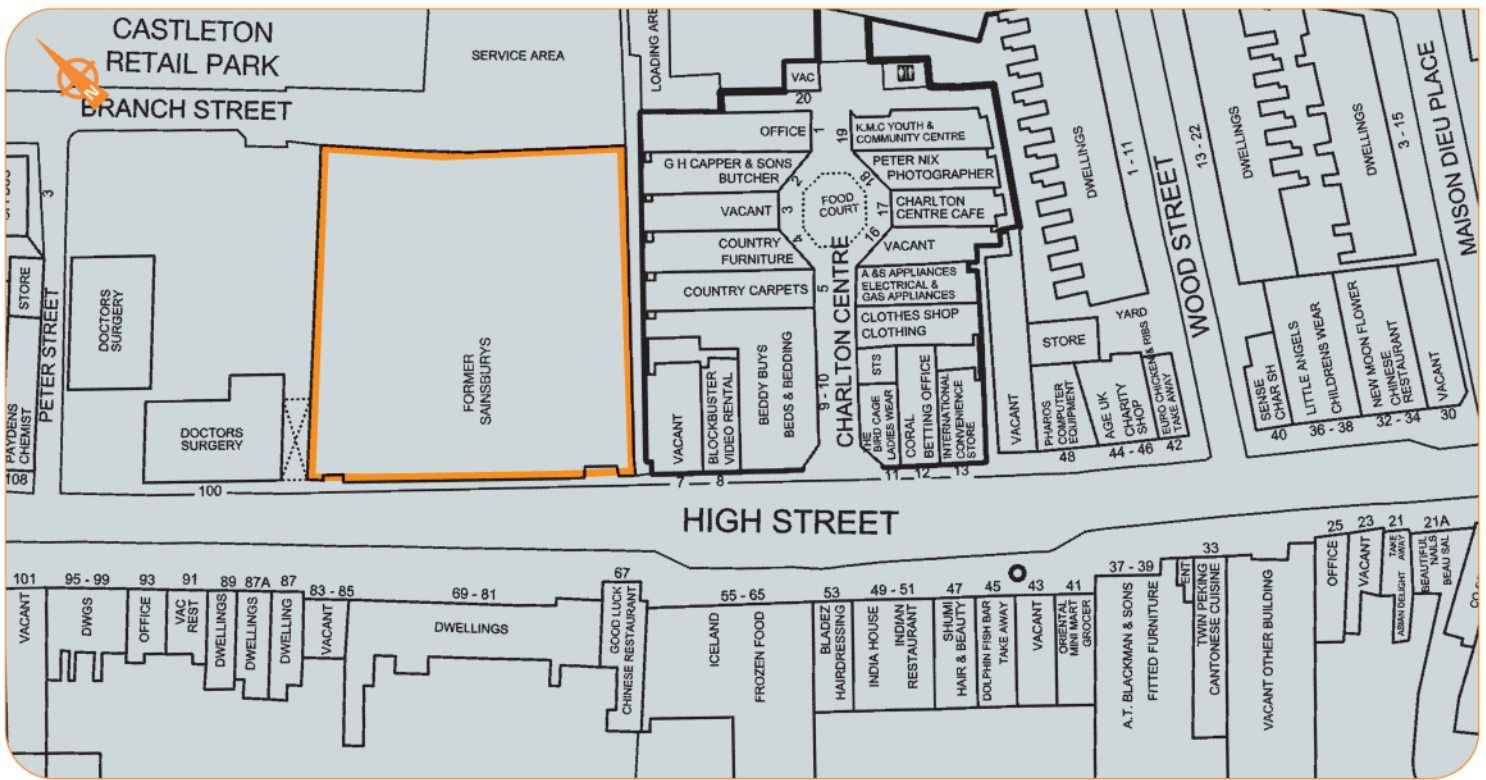 CASTLETON
RETAIL PARK
BRANCH STREET
N
SERVICE AREA
LOADING AREA
VAC
20
OFFICE
1
19
K.M.C YOUTH &
COMMUNITY CENTRE
G H CAPPER & SONS
BUTCHER
2
18
PETER NIX
PHOTOGRAPHER
VACANT
3
FOOD
COURT
17
CHARLTON
CENTRE CAFE
COUNTRY
FURNITURE
4
16
VACANT
COUNTRY CARPETS
5
A &S APPLIANCES
ELECTRICAL &
GAS APPLIANCES
CLOTHES SHOP
CLOTHING
CHARLTON CENTRE
9 - 10
BEDDY BUYS
BEDS & BEDDING
VACANT
BLOCKBUSTER
VIDEO RENTAL
7
8
STS
THE
BIRD CAGE
LADIES WEAR
CORAL
BETTING OFFICE
INTERNATIONAL
CONVENIENCE
STORE
11
12
13
FORMER
SAINSBURYS
DOCTORS
SURGERY
DOCTORS
SURGERY
100
3
STORE
PETER STREET
PAYDENS
CHEMIST
108
VACANT
STORE
YARD
PHAROS
COMPUTER
EQUIPMENT
48
AGE UK
CHARITY
SHOP
44 - 46
EURO CHICKEN & RIBS
TAKE AWAY
42
DWELLINGS
1 - 11
WOOD STREET
13 - 22
DWELLINGS
DWELLINGS
3 - 15
MAISON DIEU PLACE
SENSE
CHAR SH
40
LITTLE ANGELS
CHILDRENS WEAR
36 - 38
NEW MOON FLOWER
CHINESE
RESTAURANT
32 - 34
VACANT
30
HIGH STREET
101
VACANT
95 - 99
DWGS
93
OFFICE
91
VAC
REST
89
DWELLINGS
87A
DWELLINGS
87
DWELLING
83 - 85
VACANT
69 - 81
DWELLINGS
67
GOOD LUCK
CHINESE RESTAURANT
55 - 65
ICELAND
FROZEN FOOD
53
BLADEZ
HAIRDRESSING
49 - 51
INDIA HOUSE
INDIAN
RESTAURANT
47
SHUMI
HAIR & BEAUTY
45
DOLPHIN FISH BAR
TAKE AWAY
43
VACANT
41
ORIENTAL
MINI MART
GROCER
37 - 39
A.T. BLACKMAN & SONS
FITTED FURNITURE
ENT
33
TWIN PEKING
CANTONESE CUISINE
VACANT OTHER BUILDING
25
OFFICE
23
VACANT
21
TAKE
AWAY
ASIAN DELIGHT
21A
BEAUTIFUL
NAILS
BEAU SAL